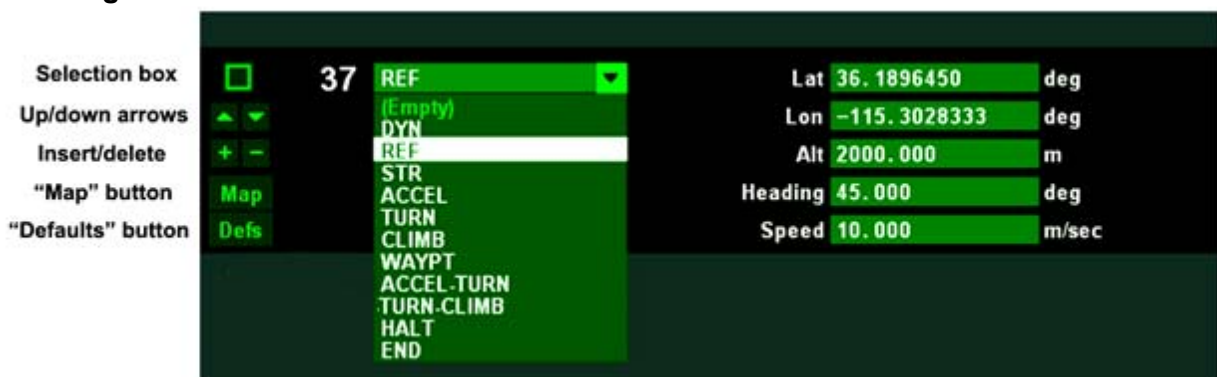 Selection box
37
REF
Lat 36.1896450 deg
Up/down arrows
(Empty)
Lon -115.3028333 deg
DYN
Insert/delete
+ -
REF
Alt 2000.000 m
STR
"Map" button
Map
ACCEL
Heading 45.000 deg
TURN
"Defaults" button
Defs
CLIMB
Speed 10.000 m/sec
WAYPT
ACCEL-TURN
TURN-CLIMB
HALT
END